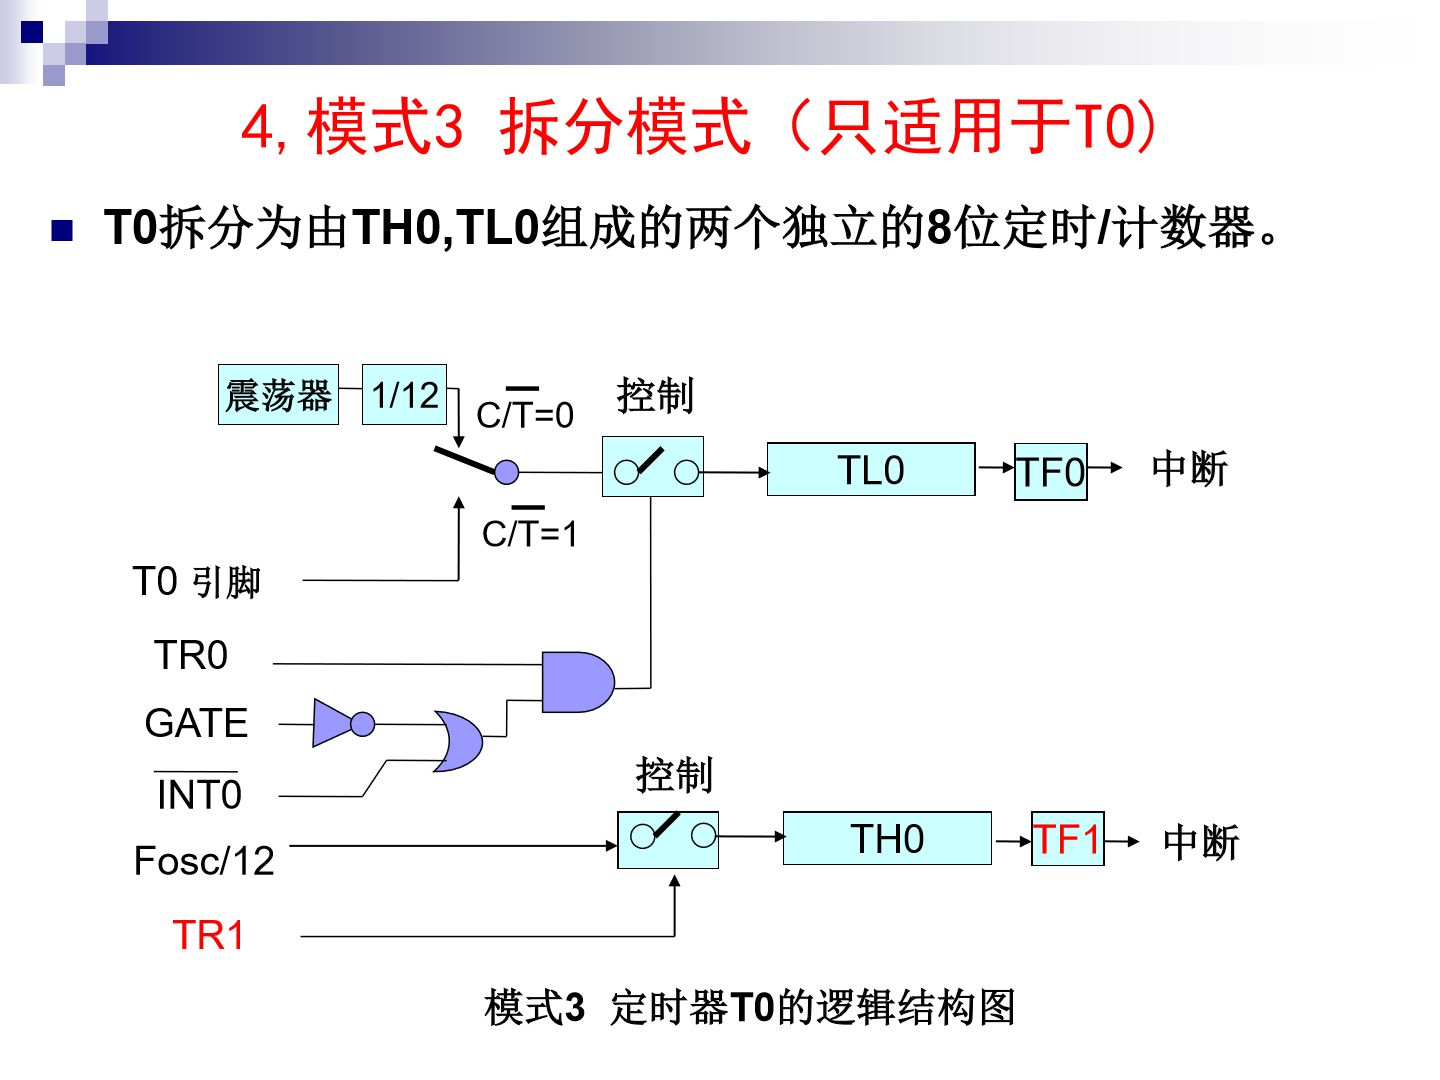 4,模式3 拆分模式（只适用于T0）
T0拆分为由TH0,TL0组成的两个独立的8位定时/计数器。
震荡器 1/12 C/T̅=0 控制
TL0 TF0 中断
C/T̅=1
T0 引脚
TR0
GATE
控制
I̅N̅T̅0̅
TH0 TF1 中断
Fosc/12
TR1
模式3 定时器T0的逻辑结构图